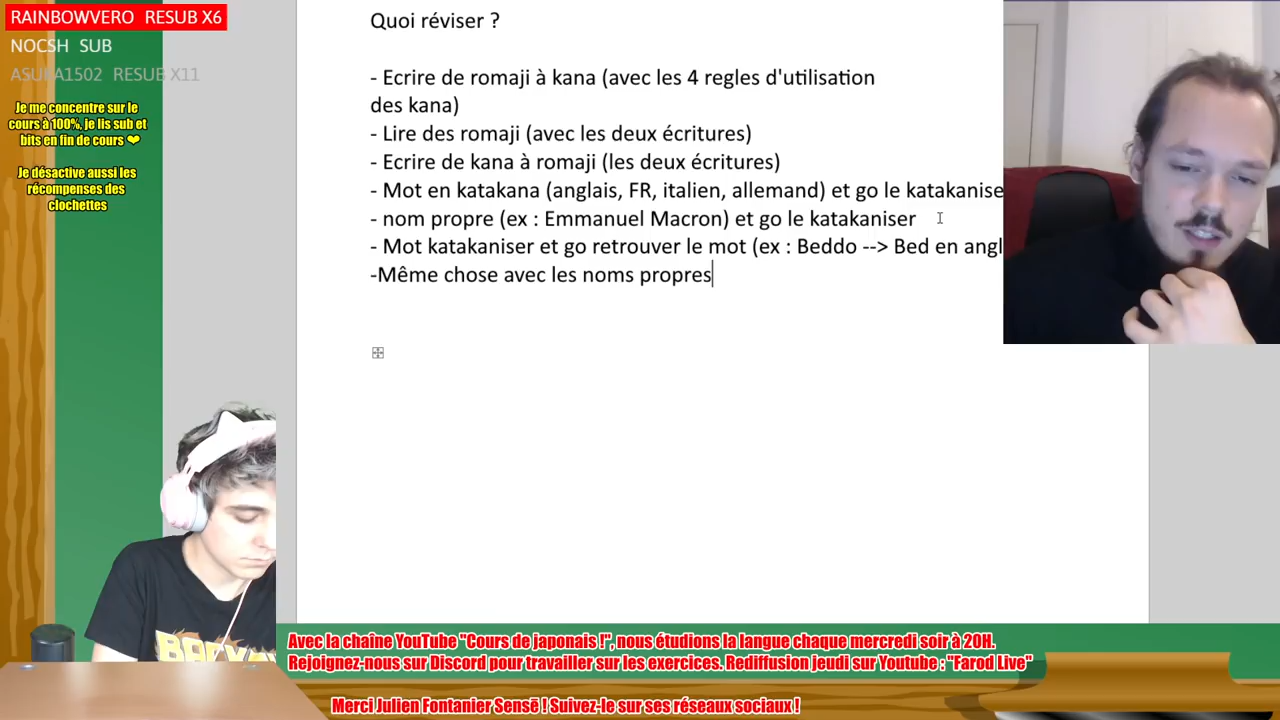 RAINBOWVERO RESUB X6
NOCSH SUB
RESUB X11
Je me concentre sur le
cours à 100%, je lis sub et
bits en fin de cours ❤
Je désactive aussi les
récompenses des
clochettes
Quoi réviser ?
- Ecrire de romaji à kana (avec les 4 regles d'utilisation
des kana)
- Lire des romaji (avec les deux écritures)
- Ecrire de kana à romaji (les deux écritures)
- Mot en katakana (anglais, FR, italien, allemand) et go le katakanise
- nom propre (ex : Emmanuel Macron) et go le katakaniser
- Mot katakaniser et go retrouver le mot (ex : Beddo --> Bed en angl
-Même chose avec les noms propres
Avec la chaîne YouTube "Cours de japonais !", nous étudions la langue chaque mercredi soir à 20H.
Rejoignez-nous sur Discord pour travailler sur les exercices. Rediffusion jeudi sur Youtube : "Farod Live"
Merci Julien Fontanier Sensē ! Suivez-le sur ses réseaux sociaux !